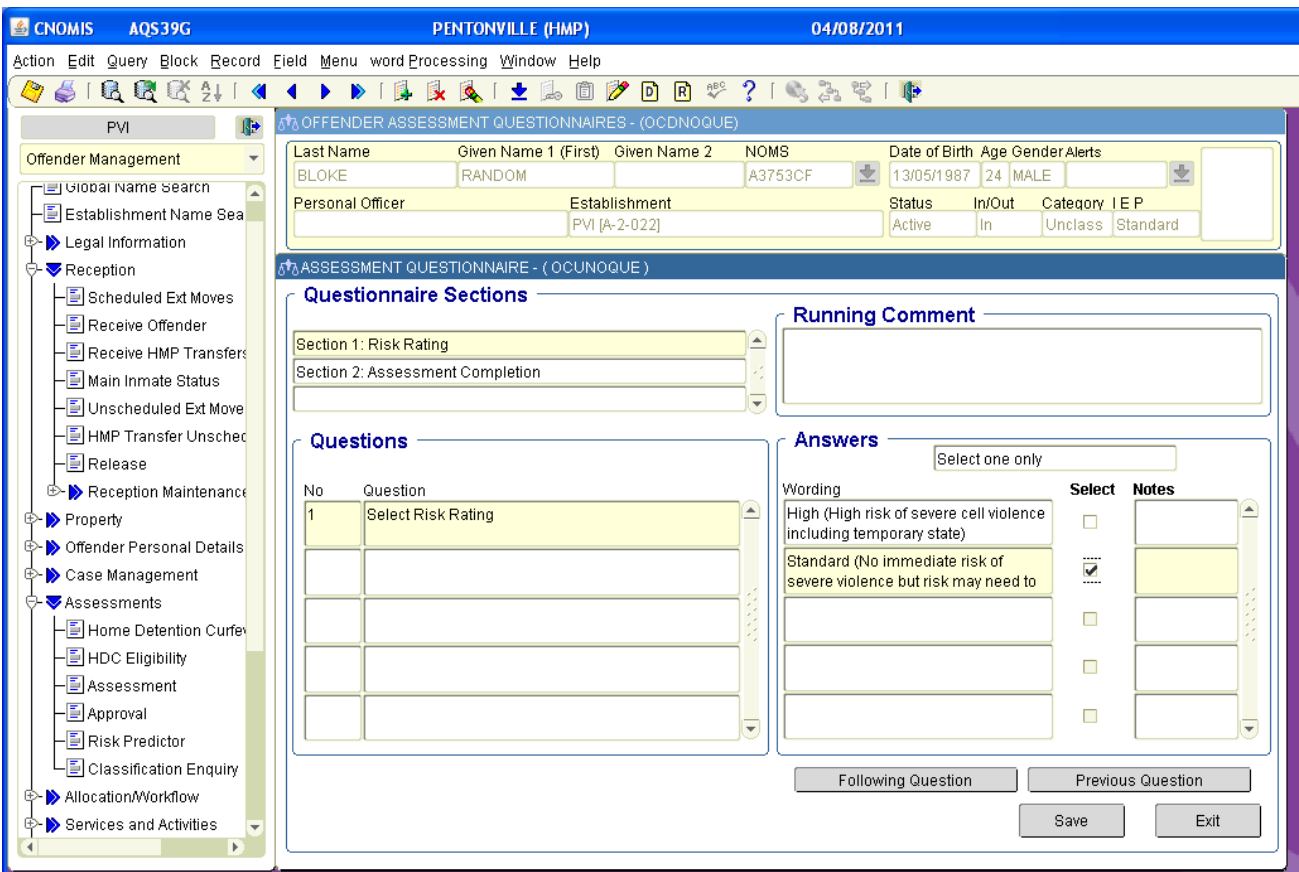 CNOMIS AQS39G PENTONVILLE (HMP) 04/08/2011
Action Edit Query Block Record Field Menu word Processing Window Help
D R ABC ?
PVI
Offender Management
Global Name Search
Establishment Name Sea
Legal Information
Reception
Scheduled Ext Moves
Receive Offender
Receive HMP Transfers
Main Inmate Status
Unscheduled Ext Move
HMP Transfer Unsched
Release
Reception Maintenance
Property
Offender Personal Details
Case Management
Assessments
Home Detention Curfe
HDC Eligibility
Assessment
Approval
Risk Predictor
Classification Enquiry
Allocation/Workflow
Services and Activities
OFFENDER ASSESSMENT QUESTIONNAIRES - (OCDNOQUE)
Last Name Given Name 1 (First) Given Name 2 NOMS Date of Birth Age Gender Alerts
BLOKE RANDOM A3753CF 13/05/1987 24 MALE
Personal Officer Establishment Status In/Out Category I E P
PVI [A-2-022] Active In Unclass Standard
ASSESSMENT QUESTIONNAIRE - ( OCUNOQUE )
Questionnaire Sections
Section 1: Risk Rating
Section 2: Assessment Completion
Running Comment
Questions
No Question
1 Select Risk Rating
Answers
Select one only
Wording Select Notes
High (High risk of severe cell violence
including temporary state)
Standard (No immediate risk of
severe violence but risk may need to
Following Question Previous Question
Save Exit